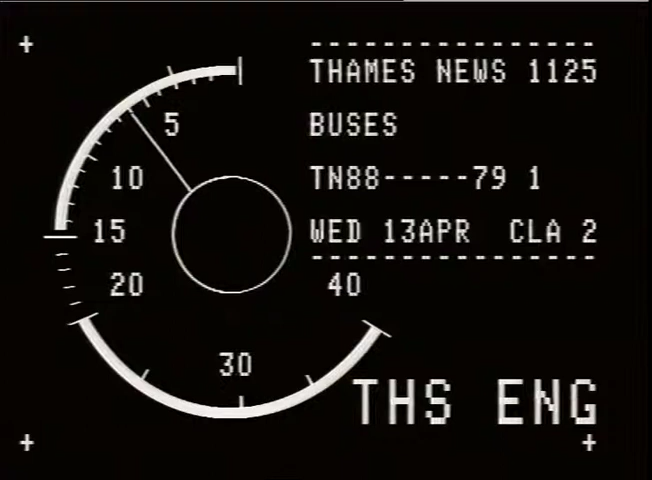 THAMES NEWS 1125
BUSES
TN88-----79 1
WED 13APR CLA 2
5
10
15
20
40
30
THS ENG